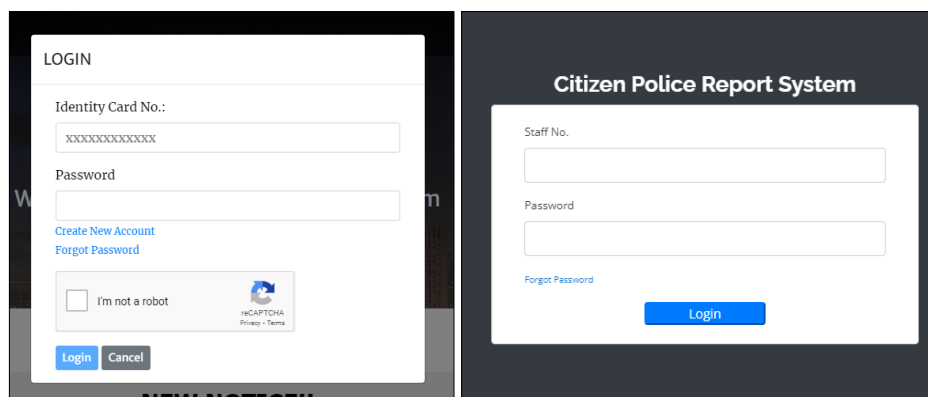 LOGIN
Identity Card No.:
xxxxxxxxxxxx
Password
Create New Account
Forgot Password
I'm not a robot
reCAPTCHA
Privacy - Terms
Login Cancel
W
m
Citizen Police Report System
Staff No.
Password
Forgot Password
Login